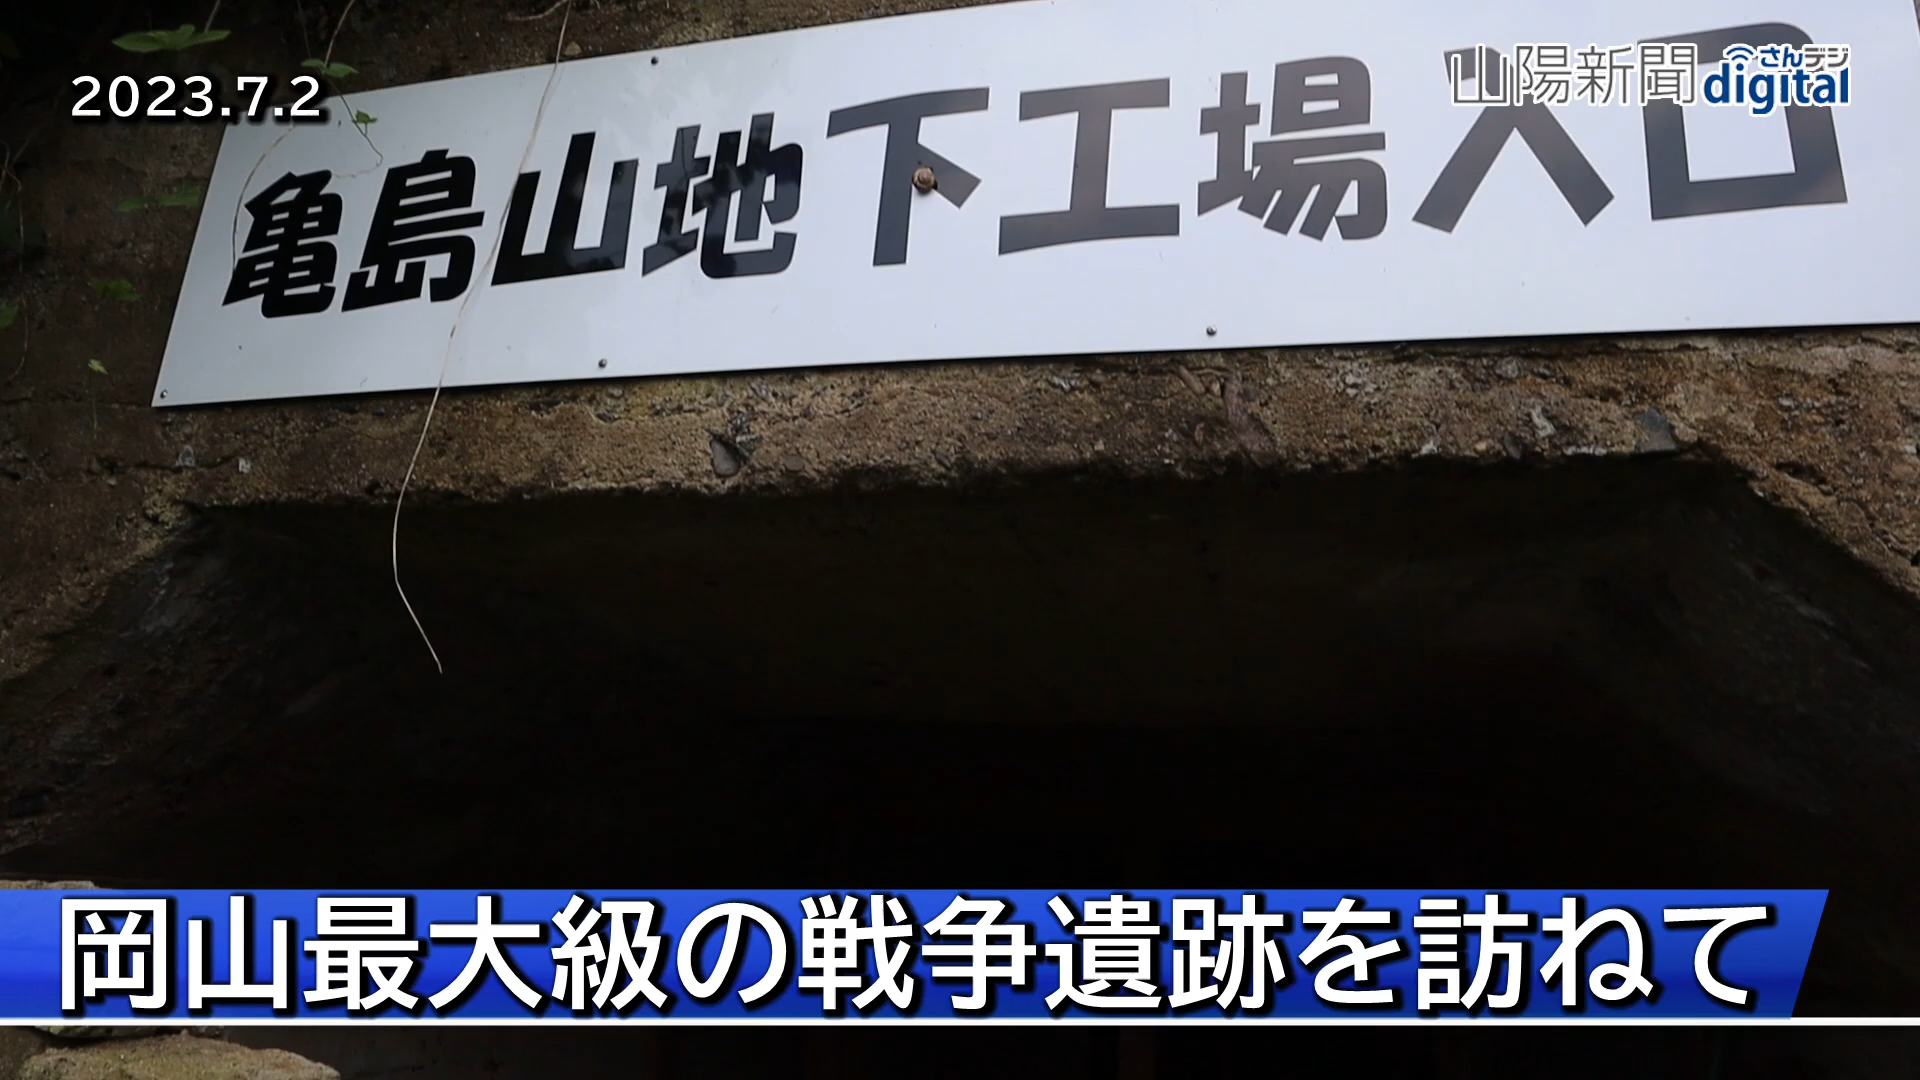 2023.7.2
山陽新聞 さんデジ digital
亀島山地下工場入口
岡山最大級の戦争遺跡を訪ねて